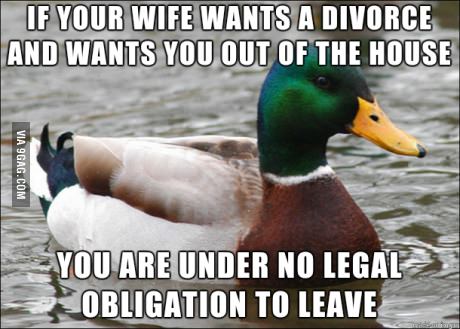 IF YOUR WIFE WANTS A DIVORCE
AND WANTS YOU OUT OF THE HOUSE
VIA 9GAG.COM
YOU ARE UNDER NO LEGAL
OBLIGATION TO LEAVE